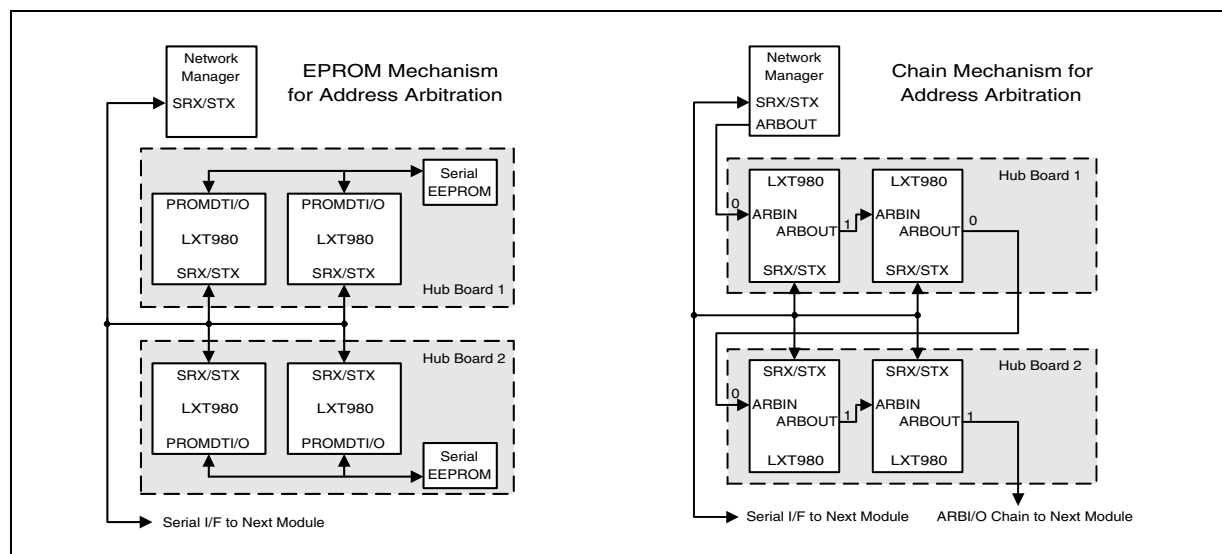 Network
Manager
SRX/STX
EPROM Mechanism
for Address Arbitration
Serial
EEPROM
PROMDTI/O
LXT980
SRX/STX
PROMDTI/O
LXT980
SRX/STX
Hub Board 1
Hub Board 2
SRX/STX
LXT980
PROMDTI/O
SRX/STX
LXT980
PROMDTI/O
Serial
EEPROM
Serial I/F to Next Module
Network
Manager
SRX/STX
ARBOUT
Chain Mechanism for
Address Arbitration
Hub Board 1
0
LXT980
ARBIN
ARBOUT
SRX/STX
1
LXT980
ARBIN
ARBOUT
SRX/STX
0
Hub Board 2
0
SRX/STX
ARBIN
ARBOUT
LXT980
1
SRX/STX
ARBIN
ARBOUT
LXT980
1
Serial I/F to Next Module
ARBI/O Chain to Next Module